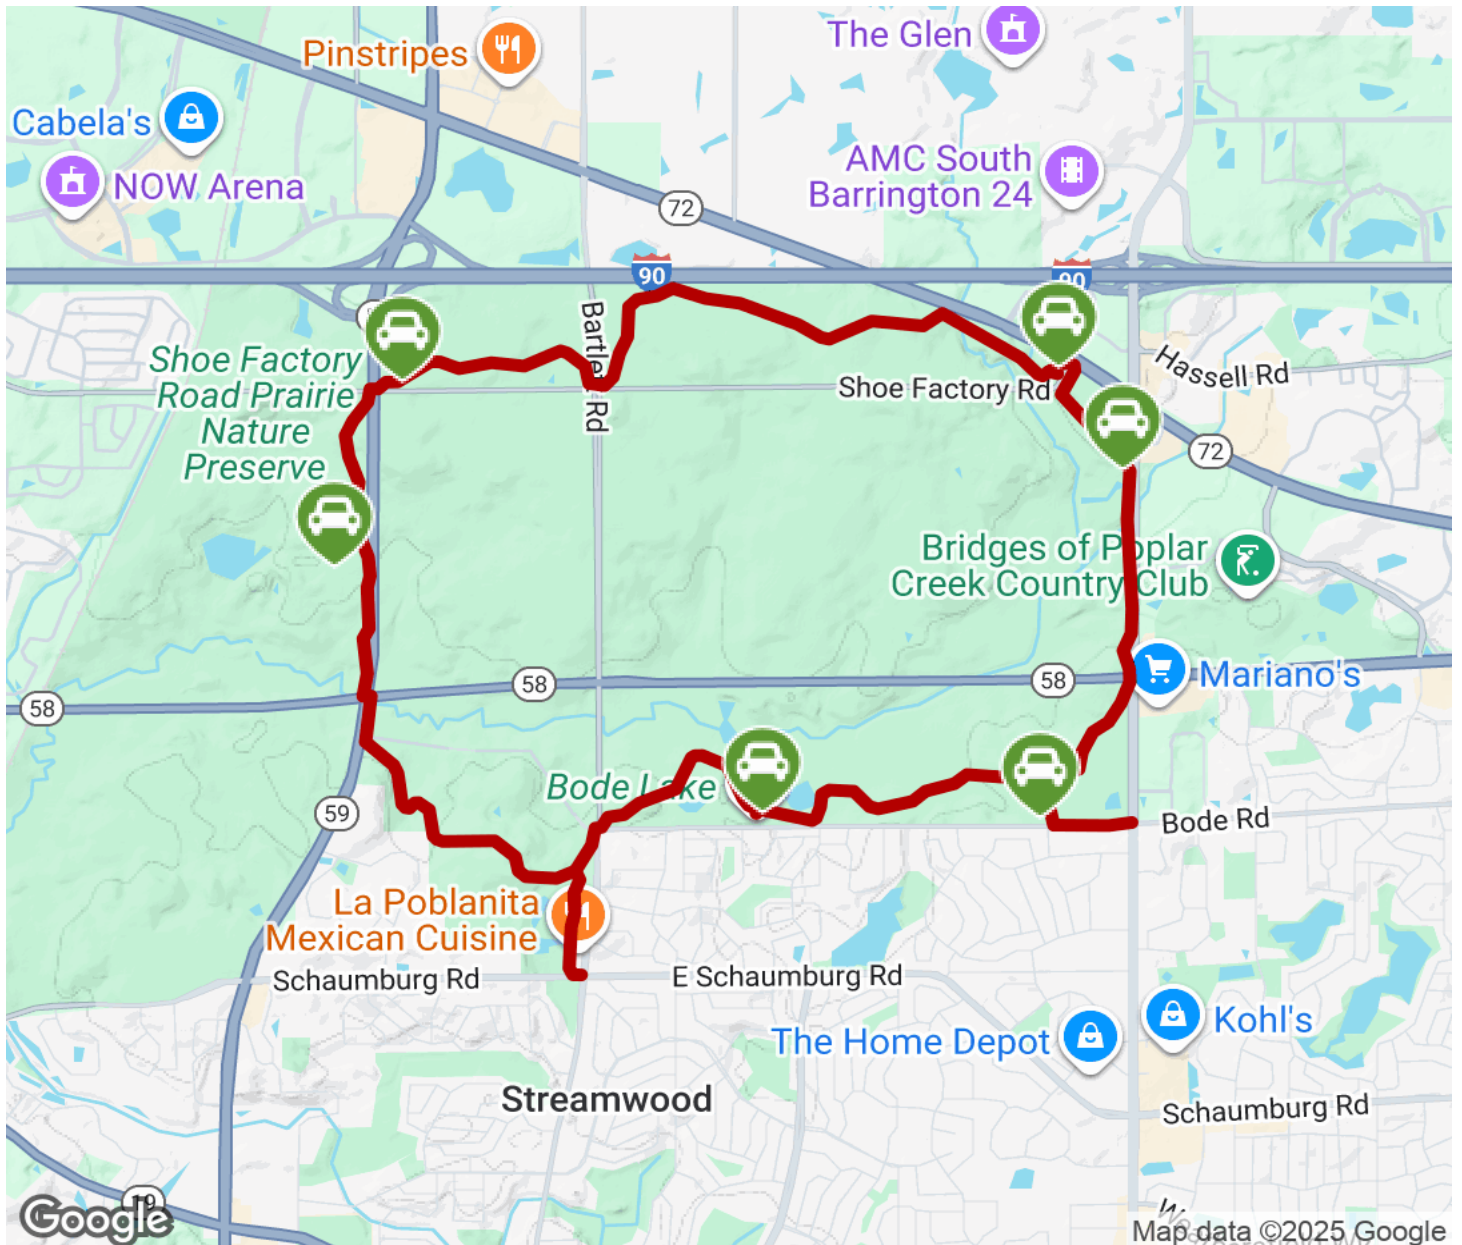 Pinstripes
The Glen
Cabela's
NOW Arena
AMC South
Barrington 24
72
90
90
Bartlett Rd
Shoe Factory
Road Prairie
Nature
Preserve
Shoe Factory Rd
Hassell Rd
72
Bridges of Poplar
Creek Country Club
58
58
58
Mariano's
Bode Lake
59
Bode Rd
La Poblanita
Mexican Cuisine
Schaumburg Rd
E Schaumburg Rd
The Home Depot
Kohl's
Streamwood
Schaumburg Rd
19
Google
Map data ©2025 Google